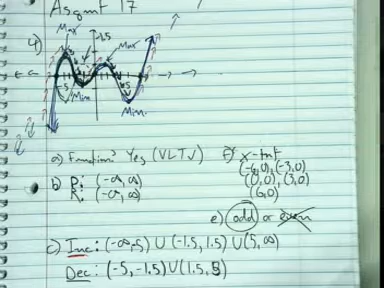 Asgmt 17
4)
Max
1.5
Max
Min
Min.
a) Function? Yes (VLT√)
f) x-int
(-6,0), (-3,0)
(0,0), (3,0)
(6,0)
b) D: (-∞, ∞)
R: (-∞, ∞)
e) odd or even
c) Inc: (-∞,-5) U (-1.5, 1.5) U (5, ∞)
Dec: (-5, -1.5) U (1.5, 5)